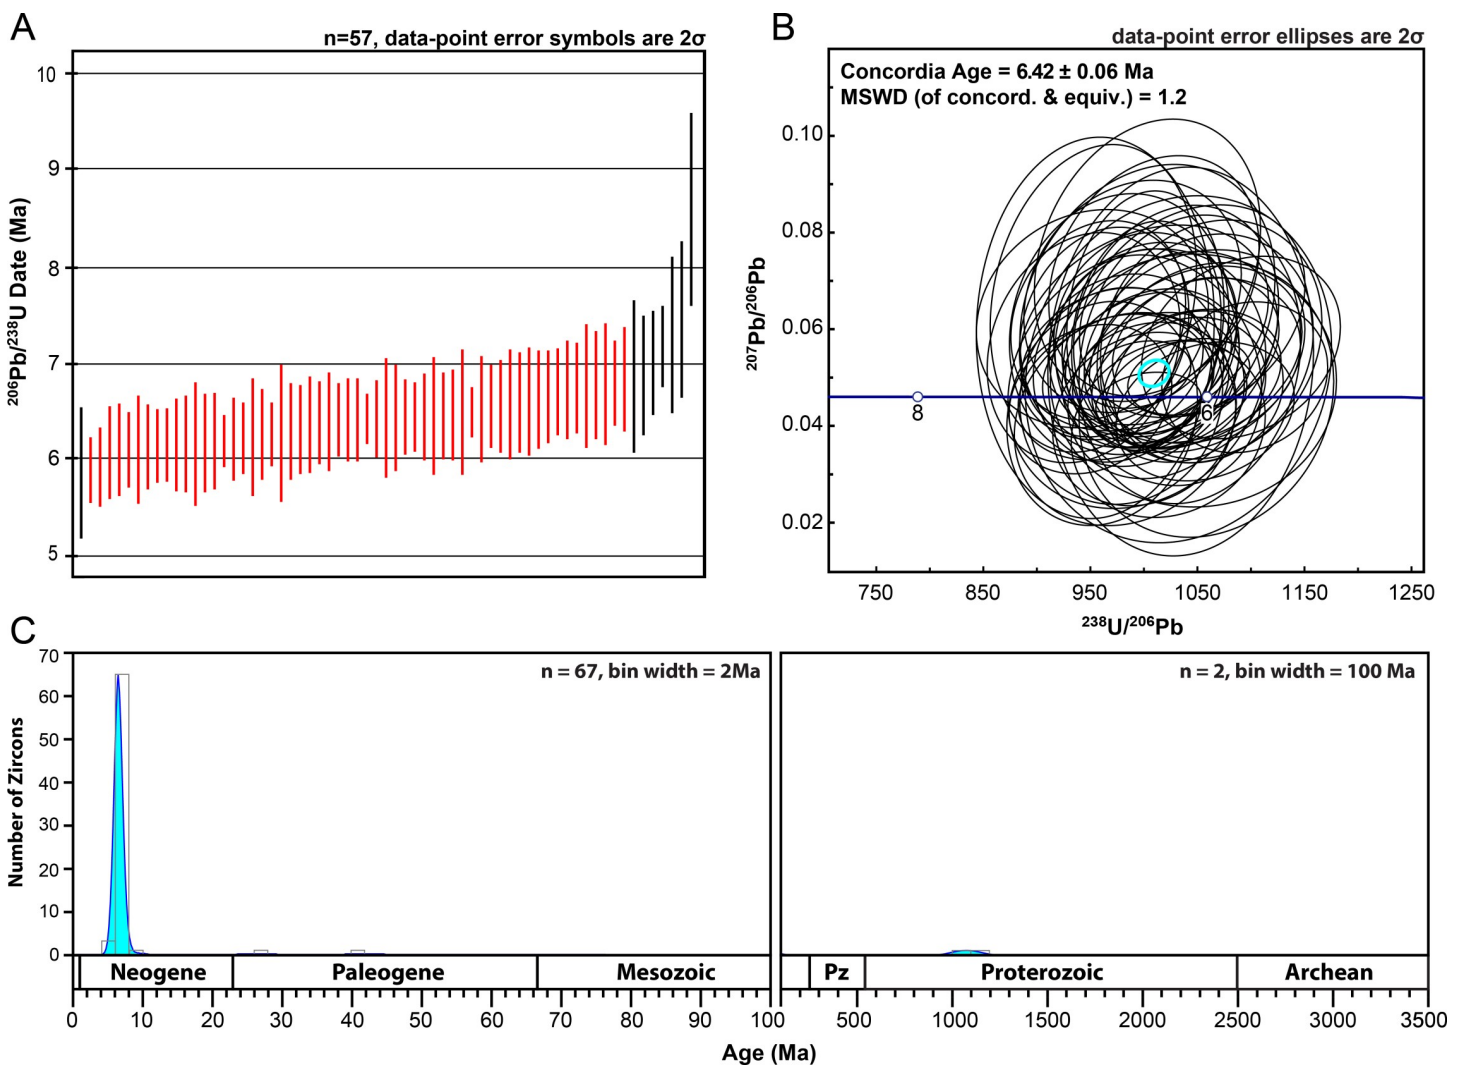 A
n=57, data-point error symbols are 2σ
10
9
8
7
6
5
²⁰⁶Pb/²³⁸U Date (Ma)
B
data-point error ellipses are 2σ
Concordia Age = 6.42 ± 0.06 Ma
MSWD (of concord. & equiv.) = 1.2
0.10
0.08
0.06
0.04
0.02
²⁰⁷Pb/²⁰⁶Pb
8
6
750 850 950 1050 1150 1250
²³⁸U/²⁰⁶Pb
C
n = 67, bin width = 2Ma
n = 2, bin width = 100 Ma
70
60
50
40
30
20
10
0
Number of Zircons
Neogene Paleogene Mesozoic Pz Proterozoic Archean
0 10 20 30 40 50 60 70 80 90 100 500 1000 1500 2000 2500 3000 3500
Age (Ma)